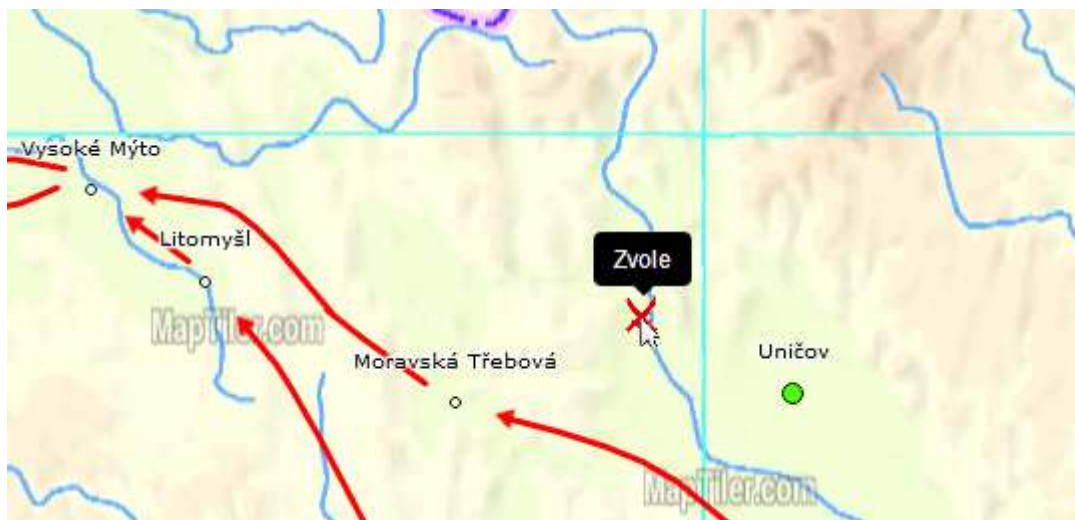 Vysoké Mýto
Litomyšl
Zvole
MapTiler.com
Moravská Třebová
Uničov
MapTiler.com